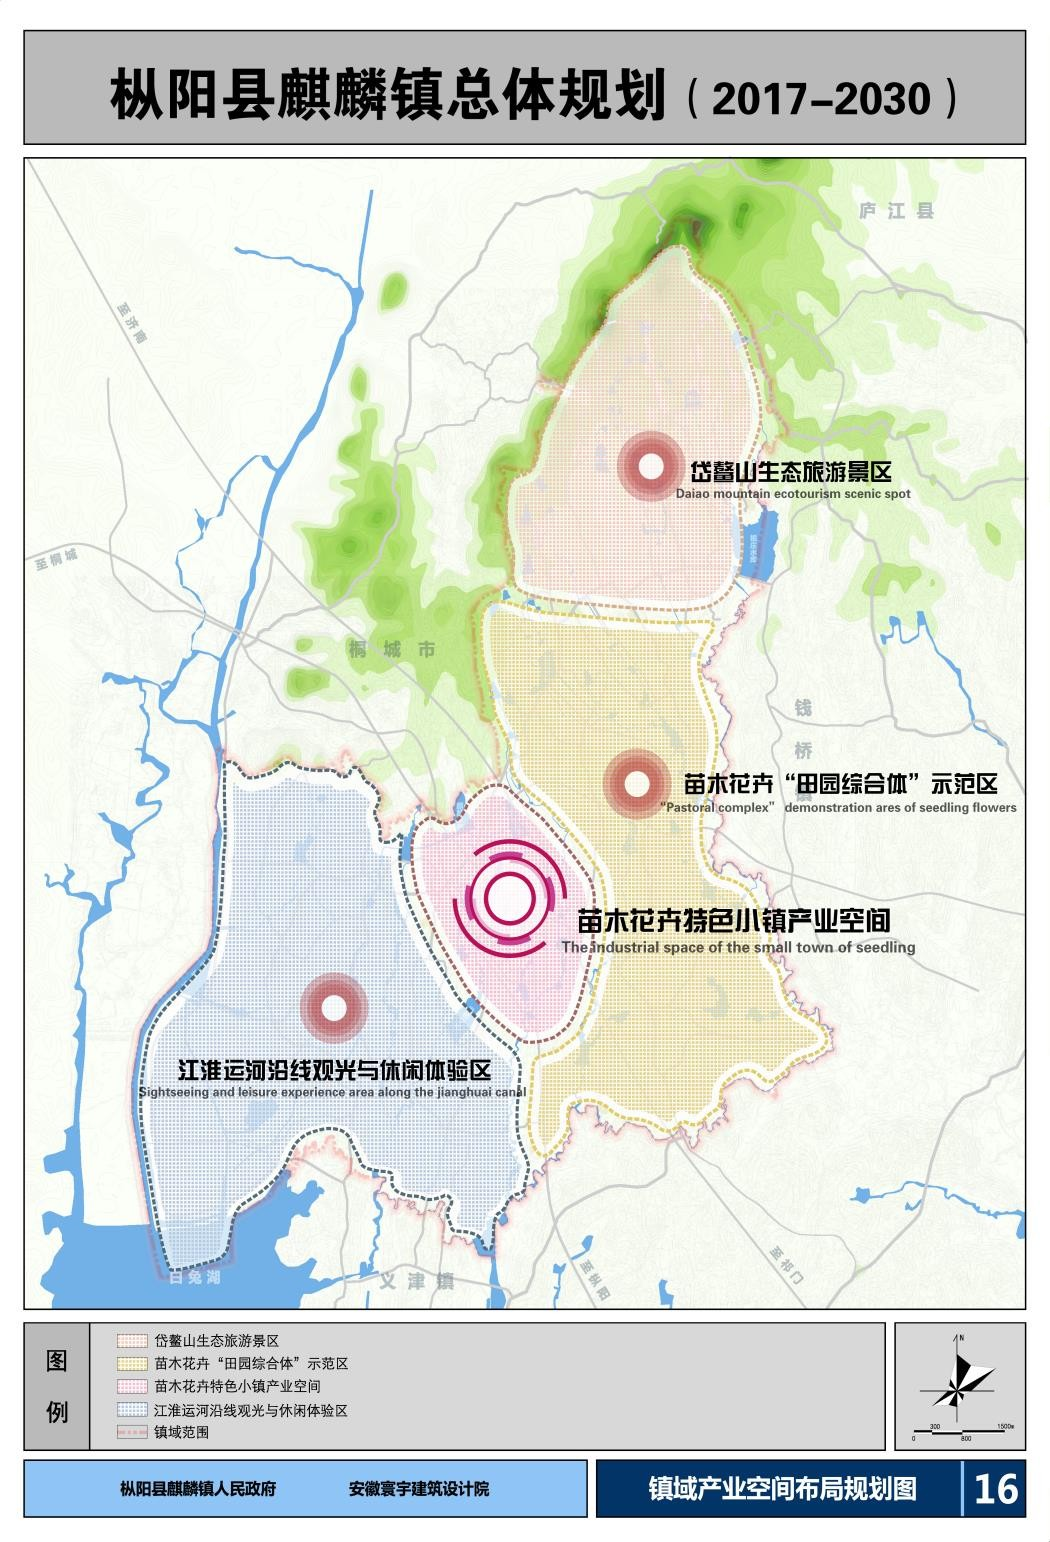 枞阳县麒麟镇总体规划（2017-2030）
庐江县
至济南
岱鳌山生态旅游景区
Daiao mountain ecotourism scenic spot
至桐城
桐城市
钱桥
苗木花卉“田园综合体”示范区
“Pastoral complex” demonstration ares of seedling flowers
苗木花卉特色小镇产业空间
The industrial space of the small town of seedling
江淮运河沿线观光与休闲体验区
Sightseeing and leisure experience area along the jianghuai canal
白兔湖
义津镇
至枞阳
至祁门
图例
岱鳌山生态旅游景区
苗木花卉“田园综合体”示范区
苗木花卉特色小镇产业空间
江淮运河沿线观光与休闲体验区
镇域范围
N
300 1500m
0 800
枞阳县麒麟镇人民政府 安徽寰宇建筑设计院
镇域产业空间布局规划图 16